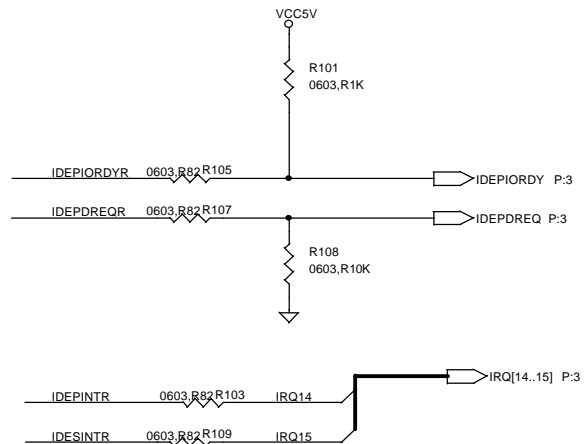 VCC5V
R101
0603,R1K
IDEPIORDYR 0603,R82 R105 IDEPIORDY P:3
IDEPDREQR 0603,R82 R107 IDEPDREQ P:3
R108
0603,R10K
IRQ[14..15] P:3
IDEPINTR 0603,R82 R103 IRQ14
IDESINTR 0603,R82 R109 IRQ15